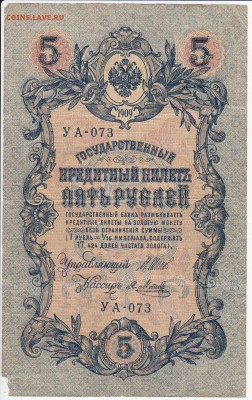 coins.лаve.ru
5 5
1909
УА-073
ГОСУДАРСТВЕННЫЙ
КРЕДИТНЫЙ БИЛЕТЪ
ПЯТЬ РУБЛЕЙ
ГОСУДАРСТВЕННЫЙ БАНКЪ РАЗМѢНИВАЕТЪ
КРЕДИТНЫЕ БИЛЕТЫ НА ЗОЛОТУЮ МОНЕТУ
БЕЗЪ ОГРАНИЧЕНІЯ СУММЫ
(1 РУБЛЬ = 1/15 ИМПЕРІАЛА, СОДЕРЖИТЪ
17,424 ДОЛЕЙ ЧИСТАГО ЗОЛОТА).
Управляющій
Кассиръ
УА-073
5